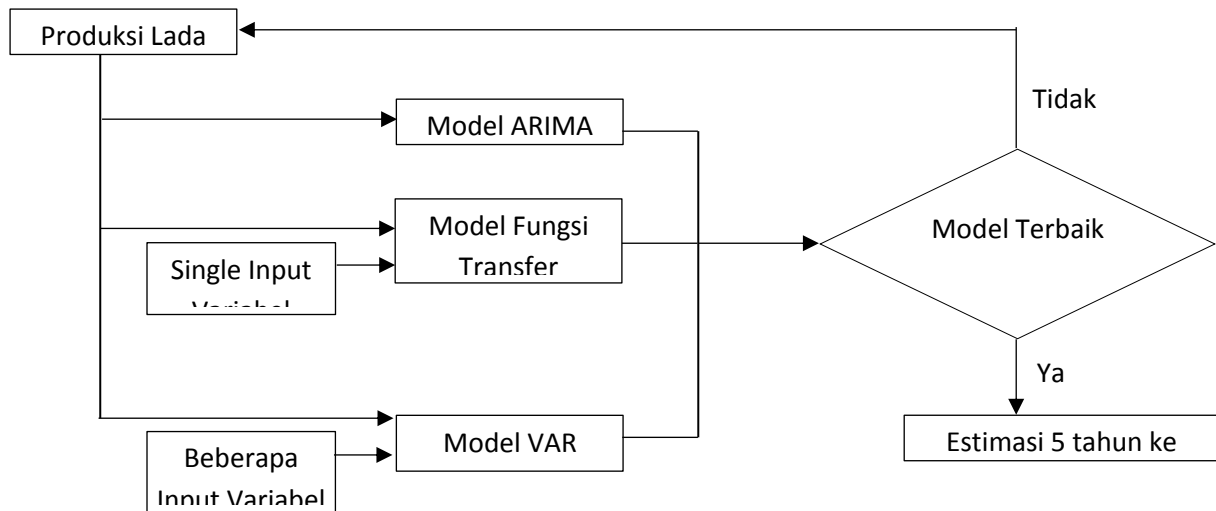 Produksi Lada
Tidak
Model ARIMA
Model Fungsi
Transfer
Model Terbaik
Single Input
Variabel
Ya
Model VAR
Estimasi 5 tahun ke
Beberapa
Input Variabel